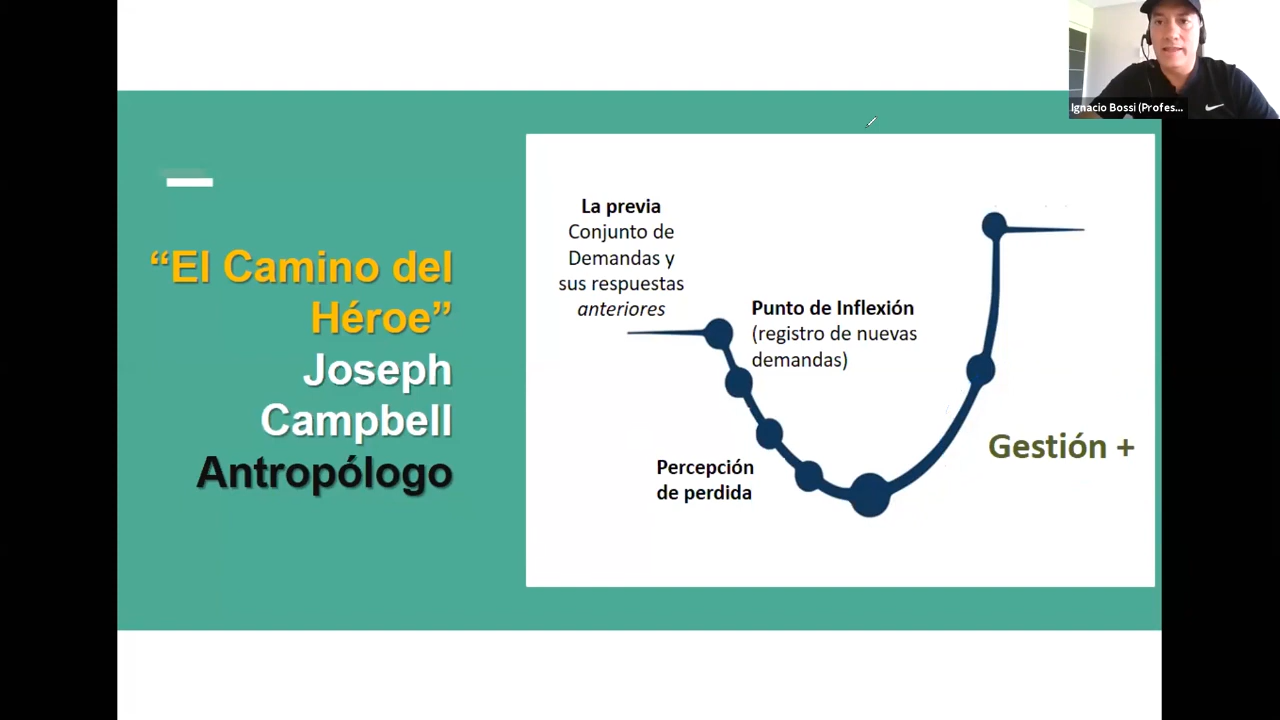 Ignacio Bossi (Profes...
“El Camino del
Héroe”
Joseph
Campbell
Antropólogo
La previa
Conjunto de
Demandas y
sus respuestas
anteriores
Punto de Inflexión
(registro de nuevas
demandas)
Percepción
de perdida
Gestión +